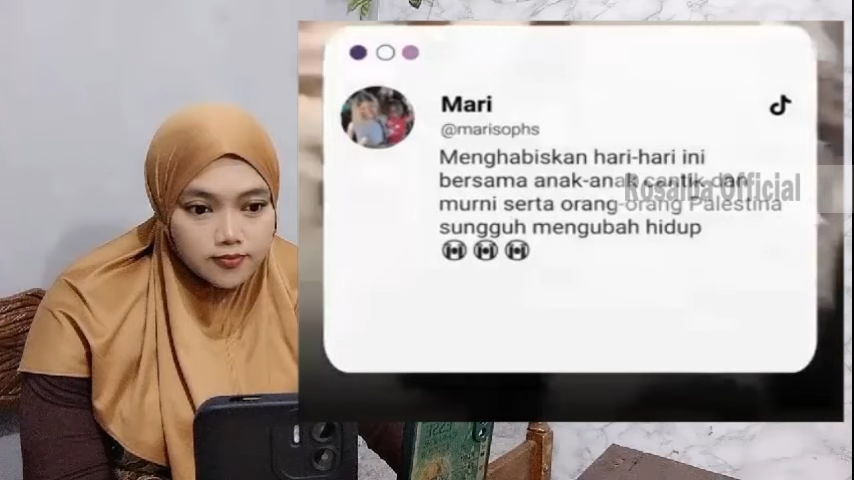 Mari
@marisophs
Menghabiskan hari-hari ini
bersama anak-anak cantik dan
murni serta orang-orang Palestina
sungguh mengubah hidup
Rosalba Official